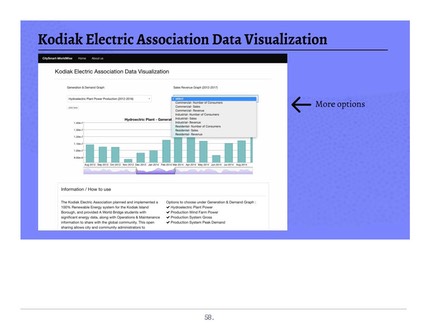 Kodiak Electric Association Data Visualization
CitySmart-WorldWise Home About us
Kodiak Electric Association Data Visualization
Generation & Demand Graph
Sales Revenue Graph (2013-2017)
Hydroelectric Plant Power Production (2013-2016)
Commercial- Number of Consumers
Commercial- Sales
Commercial- Revenue
Industrial- Number of Consumers
Industrial- Sales
Industrial- Revenue
Residential- Number of Consumers
Residential- Sales
Residential- Revenue
More options
Hydroelectric Plant - General
Information / How to use
The Kodiak Electric Association planned and implemented a
100% Renewable Energy system for the Kodiak Island
Borough, and provided A World Bridge students with
significant energy data, along with Operations & Maintenance
information to share with the global community. This open
sharing allows city and community administrators to
Options to choose under Generation & Demand Graph :
✔ Hydroelectric Plant Power
✔ Production Wind Farm Power
✔ Production System Gross
✔ Production System Peak Demand
58.